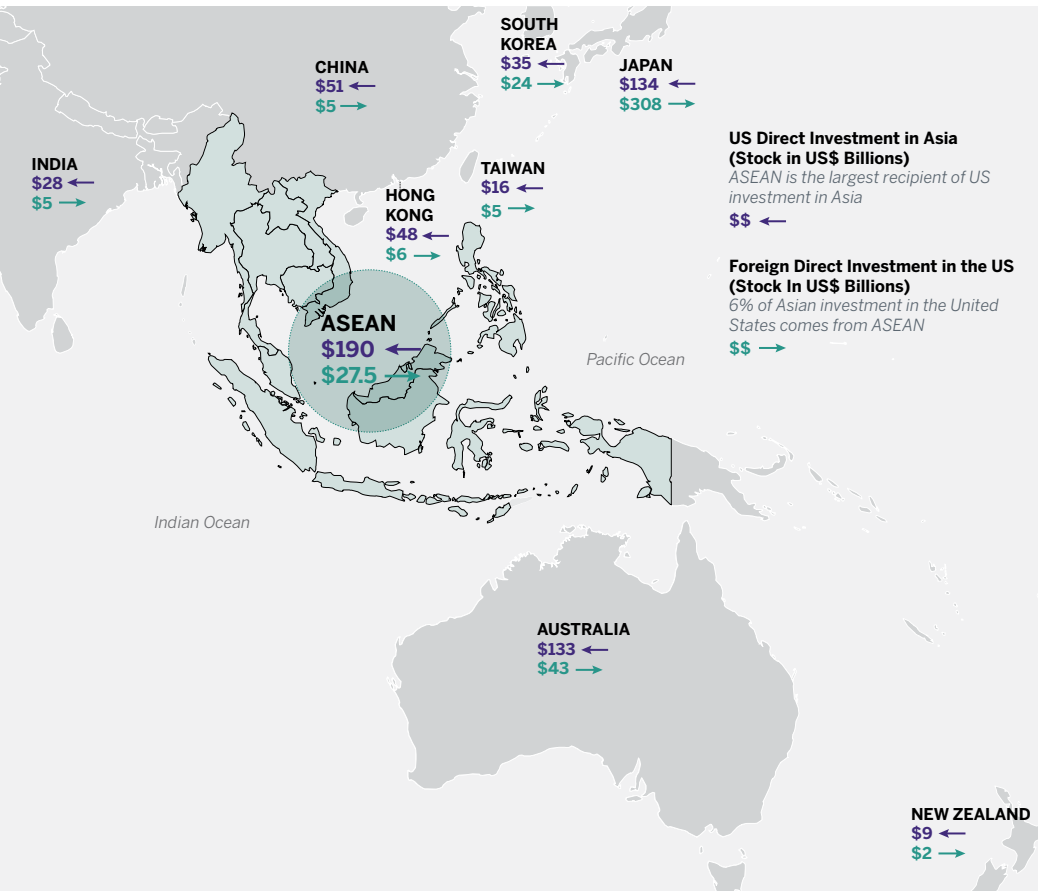 SOUTH
KOREA
$35 ←
$24 →
CHINA
$51 ←
$5 →
JAPAN
$134 ←
$308 →
US Direct Investment in Asia
(Stock in US$ Billions)
ASEAN is the largest recipient of US
investment in Asia
$$ ←
INDIA
$28 ←
$5 →
TAIWAN
$16 ←
$5 →
HONG
KONG
$48 ←
$6 →
Foreign Direct Investment in the US
(Stock In US$ Billions)
6% of Asian investment in the United
States comes from ASEAN
$$ →
ASEAN
$190 ←
$27.5 →
Pacific Ocean
Indian Ocean
AUSTRALIA
$133 ←
$43 →
NEW ZEALAND
$9 ←
$2 →